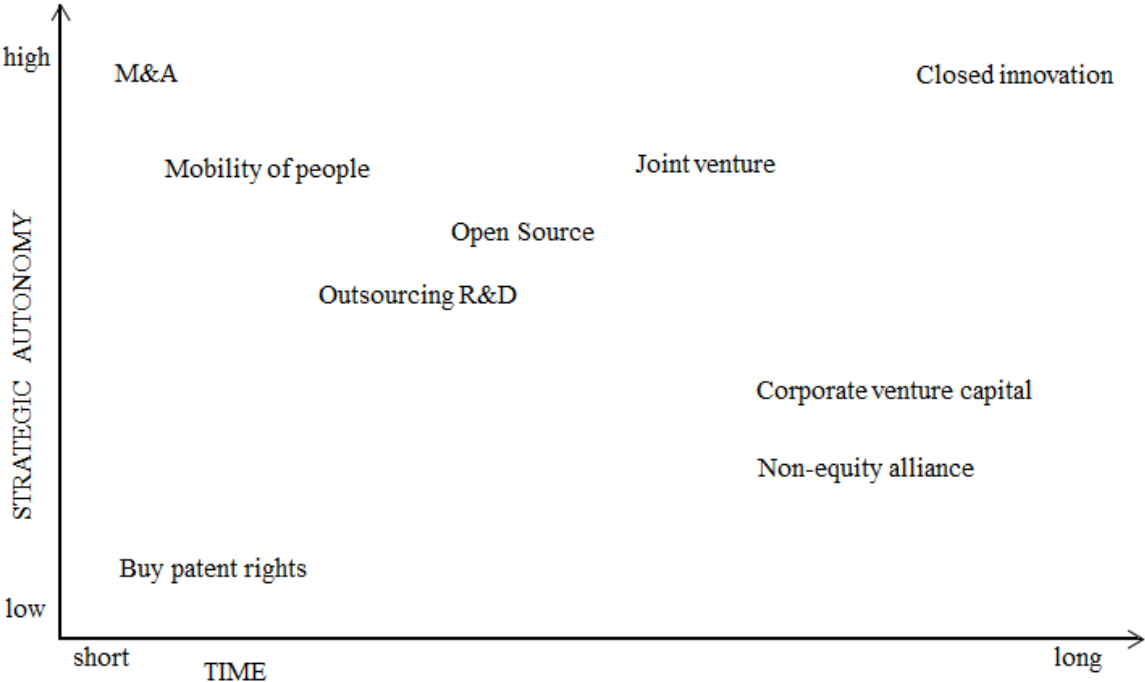 high
M&A
Closed innovation
Mobility of people
Joint venture
Open Source
Outsourcing R&D
STRATEGIC AUTONOMY
Corporate venture capital
Non-equity alliance
Buy patent rights
low
short
TIME
long